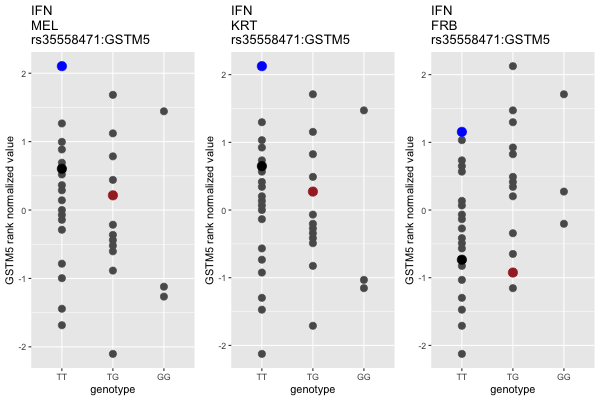 IFN
MEL
rs35558471:GSTM5
GSTM5 rank normalized value
2
1
0
-1
-2
TT
TG
GG
genotype
IFN
KRT
rs35558471:GSTM5
GSTM5 rank normalized value
2
1
0
-1
-2
TT
TG
GG
genotype
IFN
FRB
rs35558471:GSTM5
GSTM5 rank normalized value
2
1
0
-1
-2
TT
TG
GG
genotype